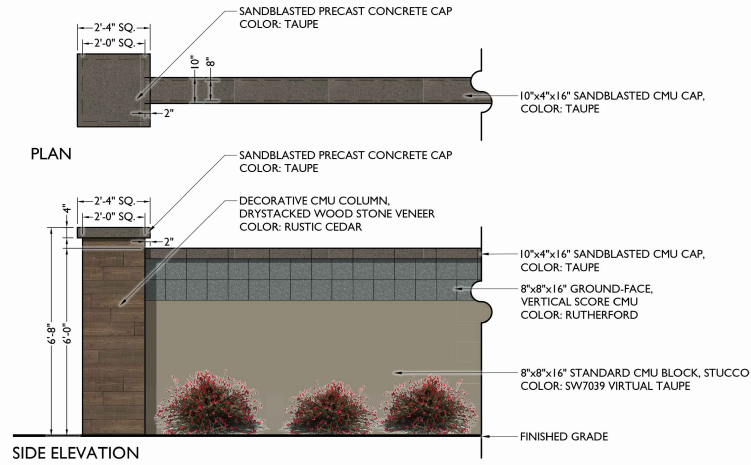 SANDBLASTED PRECAST CONCRETE CAP
COLOR: TAUPE
2'-4" SQ.
2'-0" SQ.
10"
8"
2"
10"x4"x16" SANDBLASTED CMU CAP,
COLOR: TAUPE
PLAN
SANDBLASTED PRECAST CONCRETE CAP
COLOR: TAUPE
DECORATIVE CMU COLUMN,
DRYSTACKED WOOD STONE VENEER
COLOR: RUSTIC CEDAR
2'-4" SQ.
2'-0" SQ.
4"
2"
10"x4"x16" SANDBLASTED CMU CAP,
COLOR: TAUPE
8"x8"x16" GROUND-FACE,
VERTICAL SCORE CMU
COLOR: RUTHERFORD
6'-8"
6'-0"
8"x8"x16" STANDARD CMU BLOCK, STUCCO
COLOR: SW7039 VIRTUAL TAUPE
FINISHED GRADE
SIDE ELEVATION